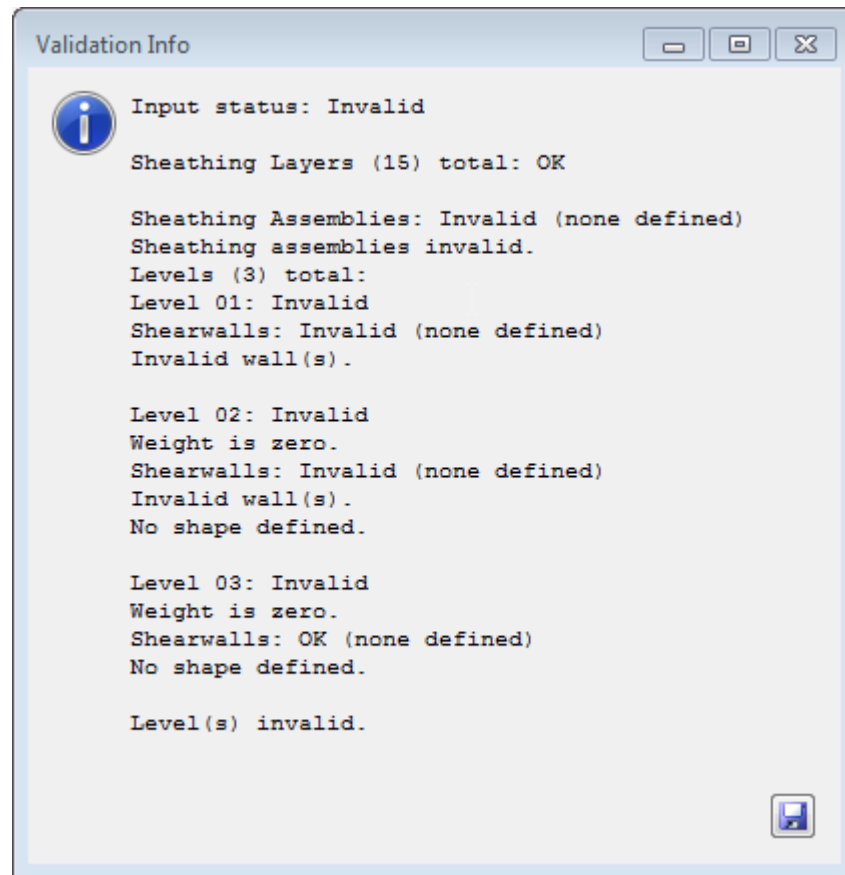 Validation Info
Input status: Invalid
Sheathing Layers (15) total: OK
Sheathing Assemblies: Invalid (none defined)
Sheathing assemblies invalid.
Levels (3) total:
Level 01: Invalid
Shearwalls: Invalid (none defined)
Invalid wall(s).
Level 02: Invalid
Weight is zero.
Shearwalls: Invalid (none defined)
Invalid wall(s).
No shape defined.
Level 03: Invalid
Weight is zero.
Shearwalls: OK (none defined)
No shape defined.
Level(s) invalid.